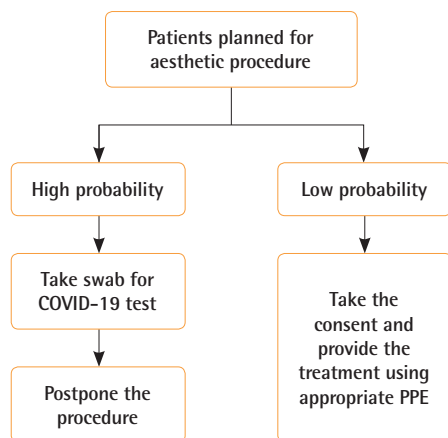 Patients planned for
aesthetic procedure
High probability
Low probability
Take swab for
COVID-19 test
Take the
consent and
provide the
treatment using
appropriate PPE
Postpone the
procedure